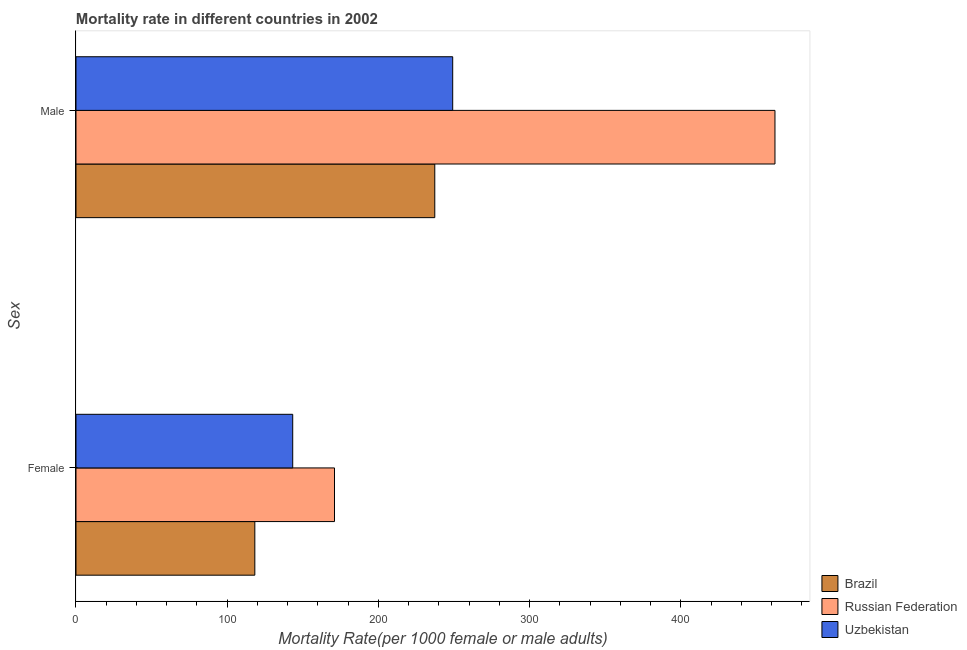 Mortality rate in different countries in 2002
Male
Female
Sex
0
100
200
300
400
Mortality Rate(per 1000 female or male adults)
Brazil
Russian Federation
Uzbekistan